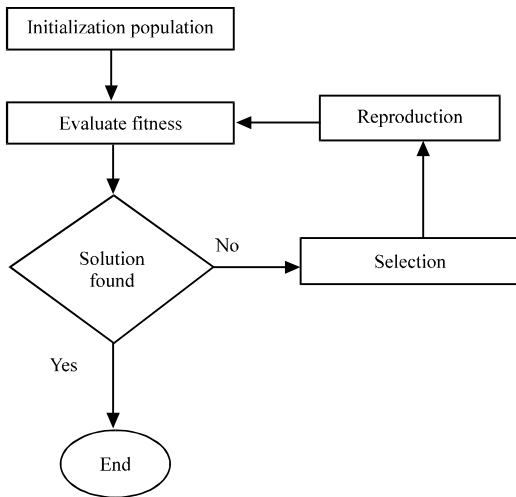 Initialization population
Evaluate fitness
Reproduction
Solution
found
No
Selection
Yes
End